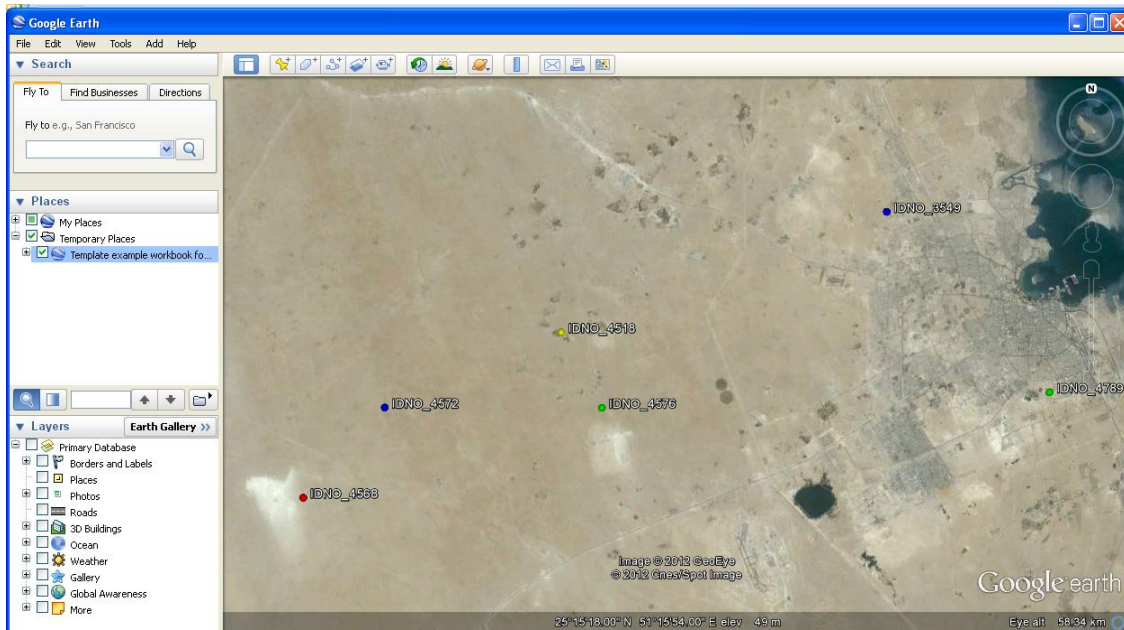 Google Earth
File Edit View Tools Add Help
Search
Fly To Find Businesses Directions
Fly to e.g., San Francisco
Places
My Places
Temporary Places
Template example workbook fo...
Layers Earth Gallery >>
Primary Database
Borders and Labels
Places
Photos
Roads
3D Buildings
Ocean
Weather
Gallery
Global Awareness
More
N
IDNO_3549
IDNO_4518
IDNO_4789
IDNO_4572
IDNO_4576
IDNO_4568
Image © 2012 GeoEye
© 2012 Cnes/Spot Image
Google earth
25°15'18.00" N 51°15'54.00" E elev 49 m
Eye alt 58.34 km